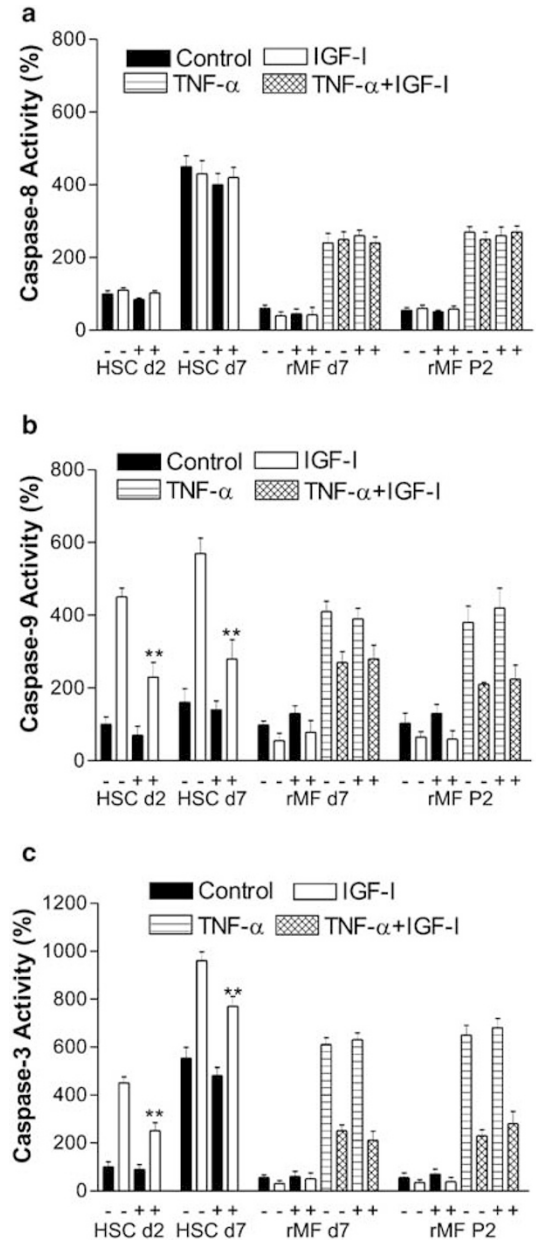 a
Caspase-8 Activity (%)
800
600
400
200
0
Control IGF-I
TNF-α TNF-α+IGF-I
- - + + - - + + - - + + - - + + - - + + - - + +
HSC d2 HSC d7 rMF d7 rMF P2
b
Caspase-9 Activity (%)
800
600
400
200
0
Control IGF-I
TNF-α TNF-α+IGF-I
** **
- - + + - - + + - - + + - - + + - - + + - - + +
HSC d2 HSC d7 rMF d7 rMF P2
c
Caspase-3 Activity (%)
1200
1000
800
600
400
200
0
Control IGF-I
TNF-α TNF-α+IGF-I
** **
- - + + - - + + - - + + - - + + - - + + - - + +
HSC d2 HSC d7 rMF d7 rMF P2